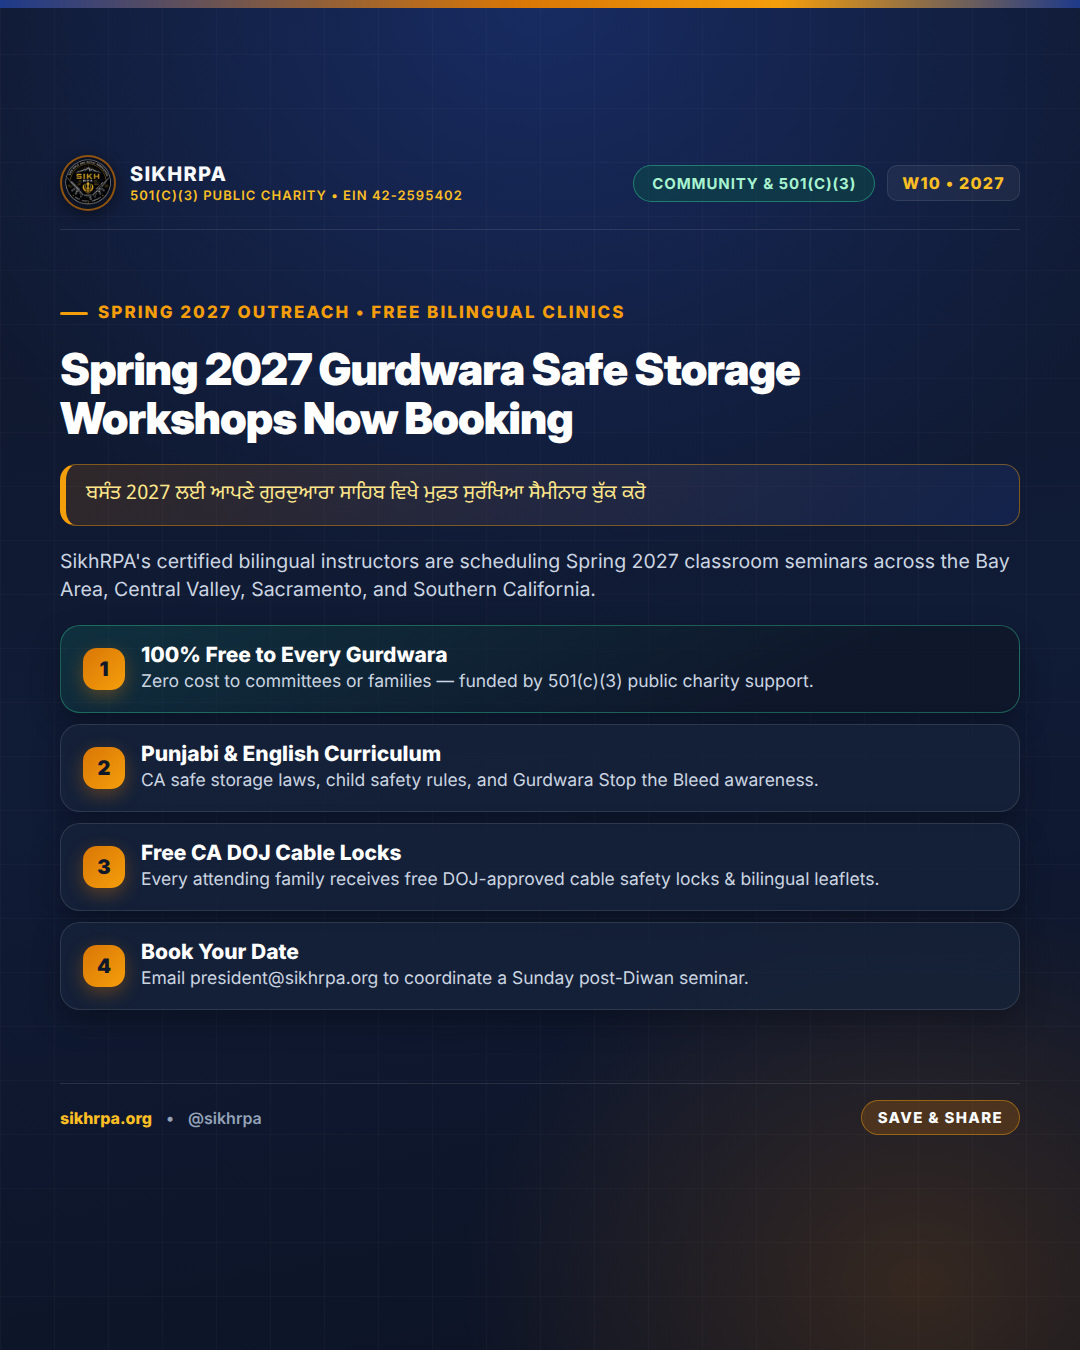 SIKH
SIKHRPA
501(C)(3) PUBLIC CHARITY • EIN 42-2595402
COMMUNITY & 501(C)(3)
W10 • 2027
SPRING 2027 OUTREACH • FREE BILINGUAL CLINICS
Spring 2027 Gurdwara Safe Storage
Workshops Now Booking
ਬਸੰਤ 2027 ਲਈ ਆਪਣੇ ਗੁਰਦੁਆਰਾ ਸਾਹਿਬ ਵਿਖੇ ਮੁਫ਼ਤ ਸੁਰੱਖਿਆ ਸੈਮੀਨਾਰ ਬੁੱਕ ਕਰੋ
SikhRPA's certified bilingual instructors are scheduling Spring 2027 classroom seminars across the Bay
Area, Central Valley, Sacramento, and Southern California.
1
100% Free to Every Gurdwara
Zero cost to committees or families — funded by 501(c)(3) public charity support.
2
Punjabi & English Curriculum
CA safe storage laws, child safety rules, and Gurdwara Stop the Bleed awareness.
3
Free CA DOJ Cable Locks
Every attending family receives free DOJ-approved cable safety locks & bilingual leaflets.
4
Book Your Date
Email president@sikhrpa.org to coordinate a Sunday post-Diwan seminar.
sikhrpa.org • @sikhrpa
SAVE & SHARE